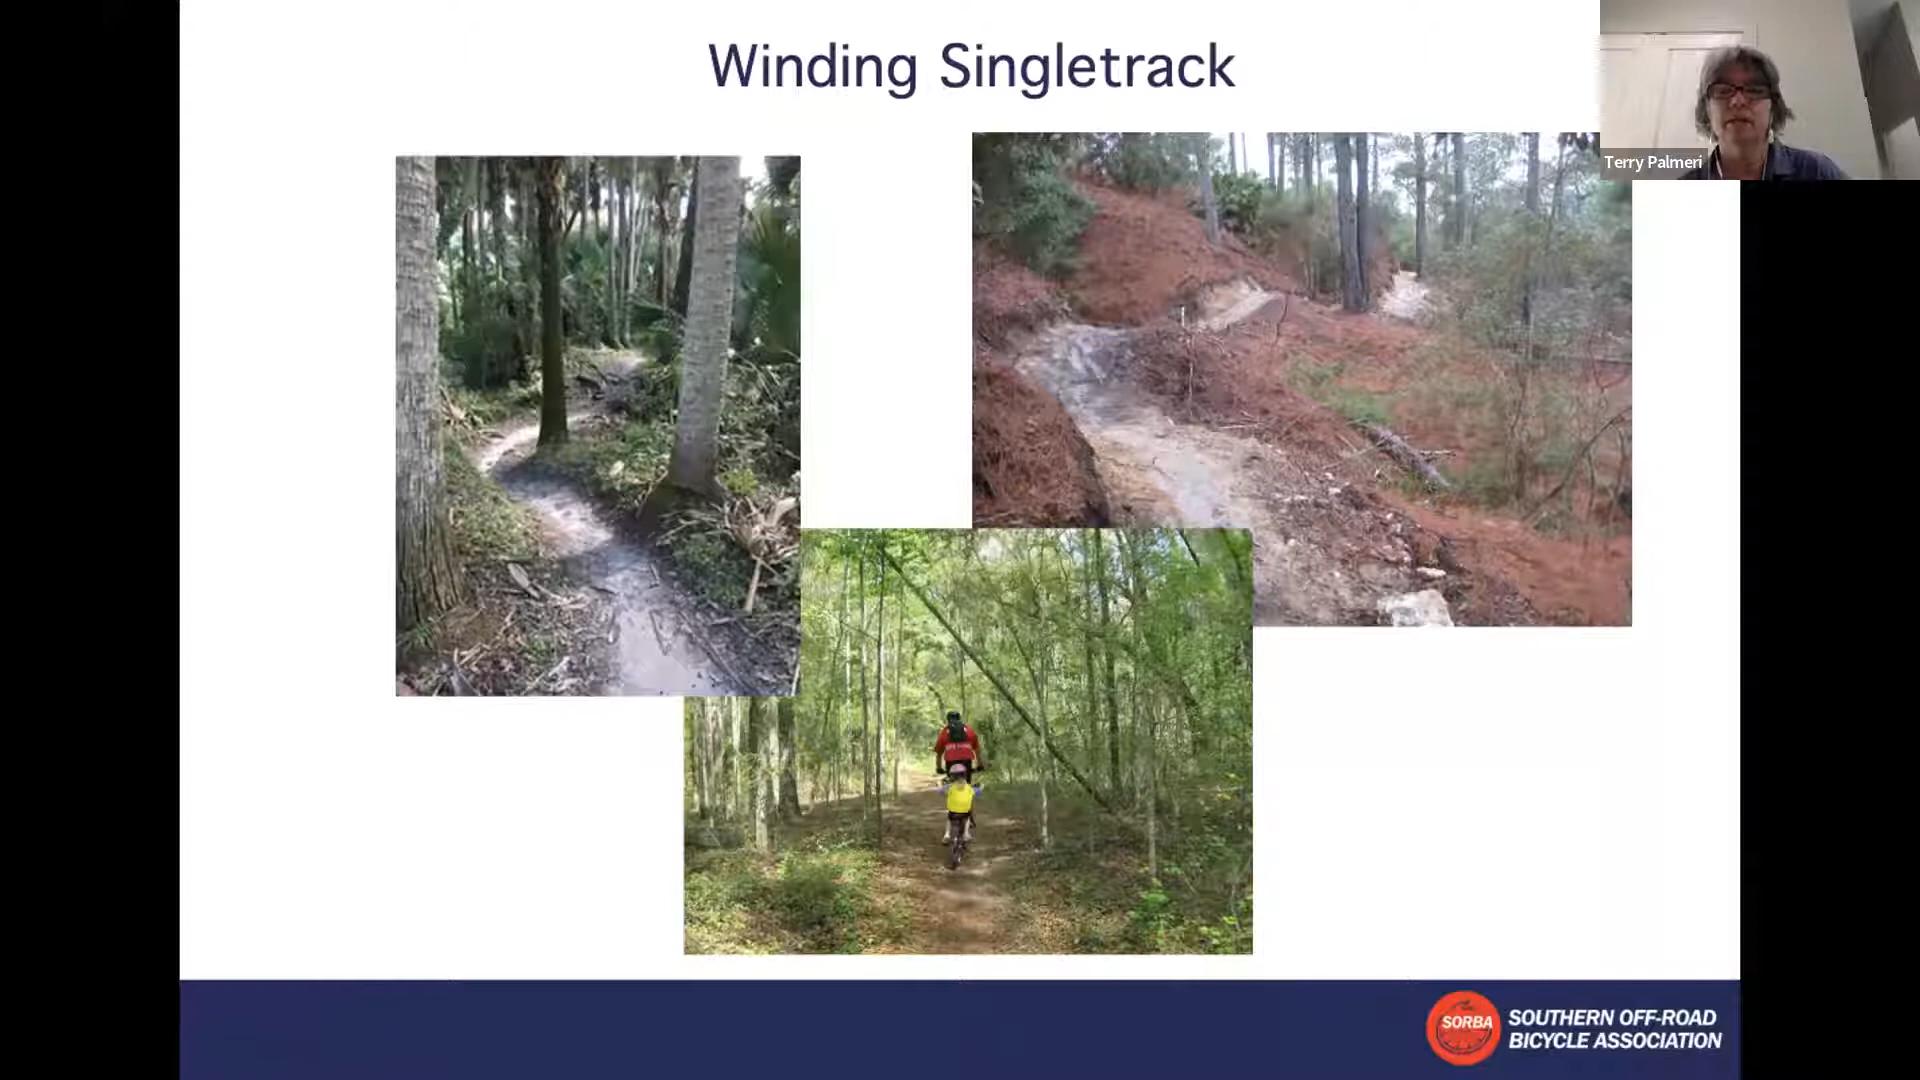 Winding Singletrack
Terry Palmeri
SORBA
SOUTHERN OFF-ROAD
BICYCLE ASSOCIATION